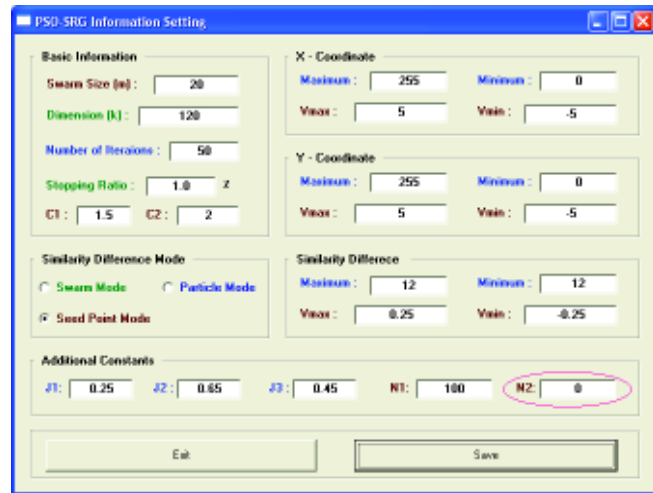 PSO-SRG Information Setting
Basic Information
Swarm Size (m) : 20
Dimension (k) : 120
Number of Iteraions : 50
Stopping Ratio : 1.0 %
C1 : 1.5 C2 : 2
X - Coordinate
Maximum : 255 Minimum : 0
Vmax : 5 Vmin : -5
Y - Coordinate
Maximum : 255 Minimum : 0
Vmax : 5 Vmin : -5
Similarity Difference Mode
Swarm Mode Particle Mode
Seed Point Mode
Similarity Differece
Maximum : 12 Minimum : 12
Vmax : 0.25 Vmin : -0.25
Additional Constants
J1: 0.25 J2 : 0.65 J3 : 0.45 N1: 100 N2: 0
Exit Save